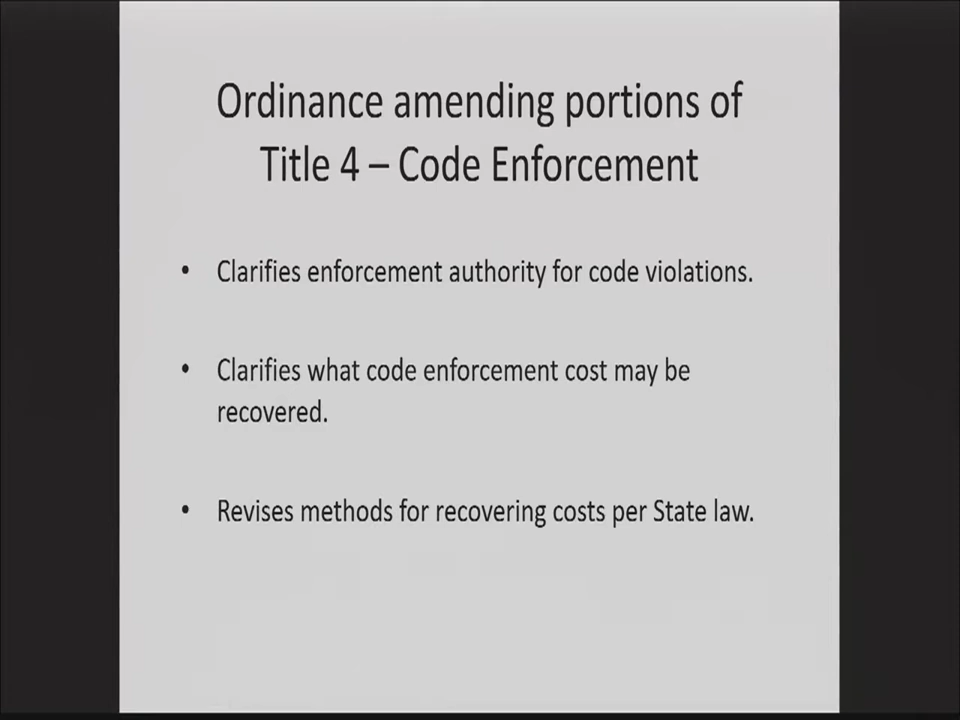 Ordinance amending portions of
Title 4 – Code Enforcement
• Clarifies enforcement authority for code violations.
• Clarifies what code enforcement cost may be
recovered.
• Revises methods for recovering costs per State law.